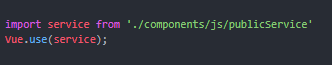 import service from './components/js/publicService'
Vue.use(service);